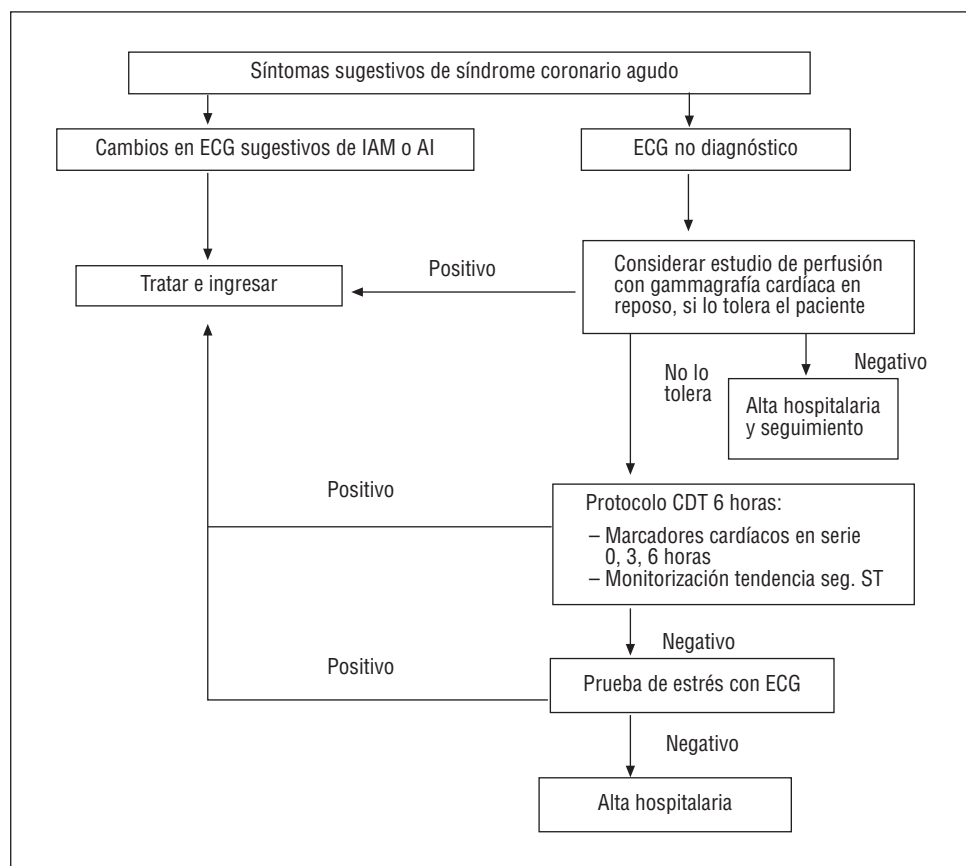 Síntomas sugestivos de síndrome coronario agudo
Cambios en ECG sugestivos de IAM o AI
ECG no diagnóstico
Tratar e ingresar
Positivo
Considerar estudio de perfusión
con gammagrafía cardíaca en
reposo, si lo tolera el paciente
No lo
tolera
Negativo
Alta hospitalaria
y seguimiento
Positivo
Protocolo CDT 6 horas:
– Marcadores cardíacos en serie
0, 3, 6 horas
– Monitorización tendencia seg. ST
Negativo
Positivo
Prueba de estrés con ECG
Negativo
Alta hospitalaria